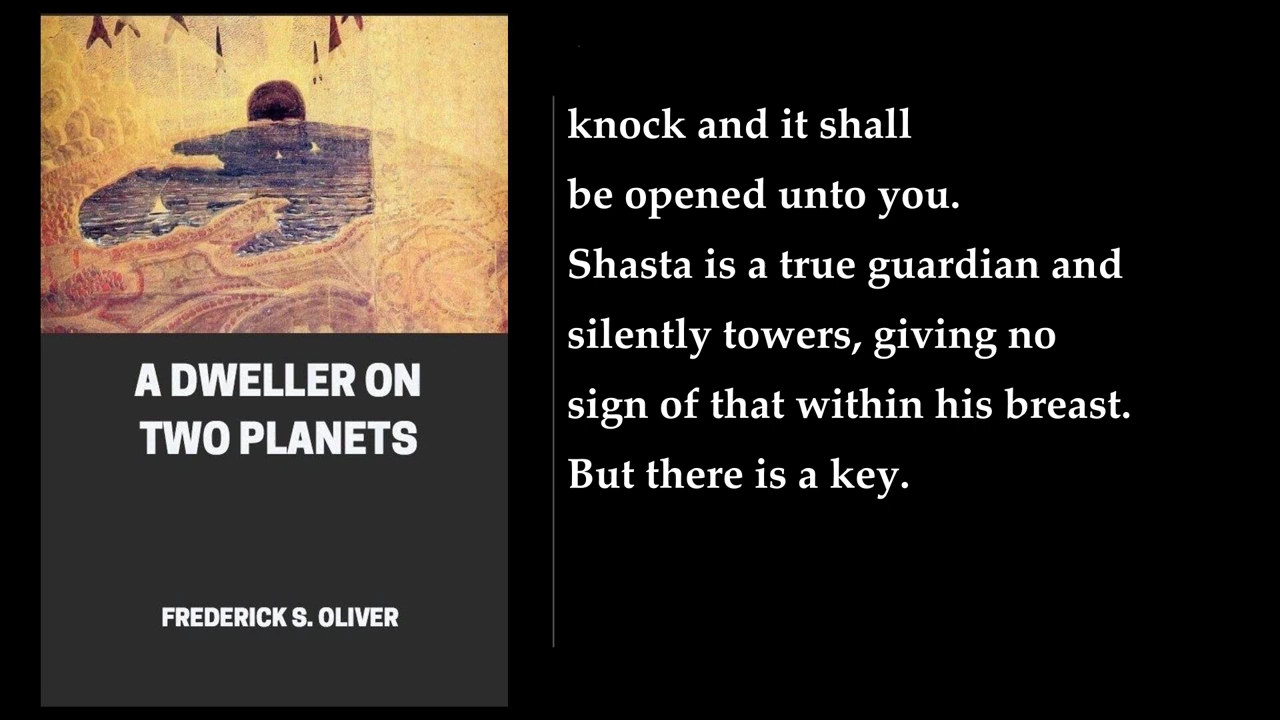 A DWELLER ON
TWO PLANETS
FREDERICK S. OLIVER
knock and it shall
be opened unto you.
Shasta is a true guardian and
silently towers, giving no
sign of that within his breast.
But there is a key.